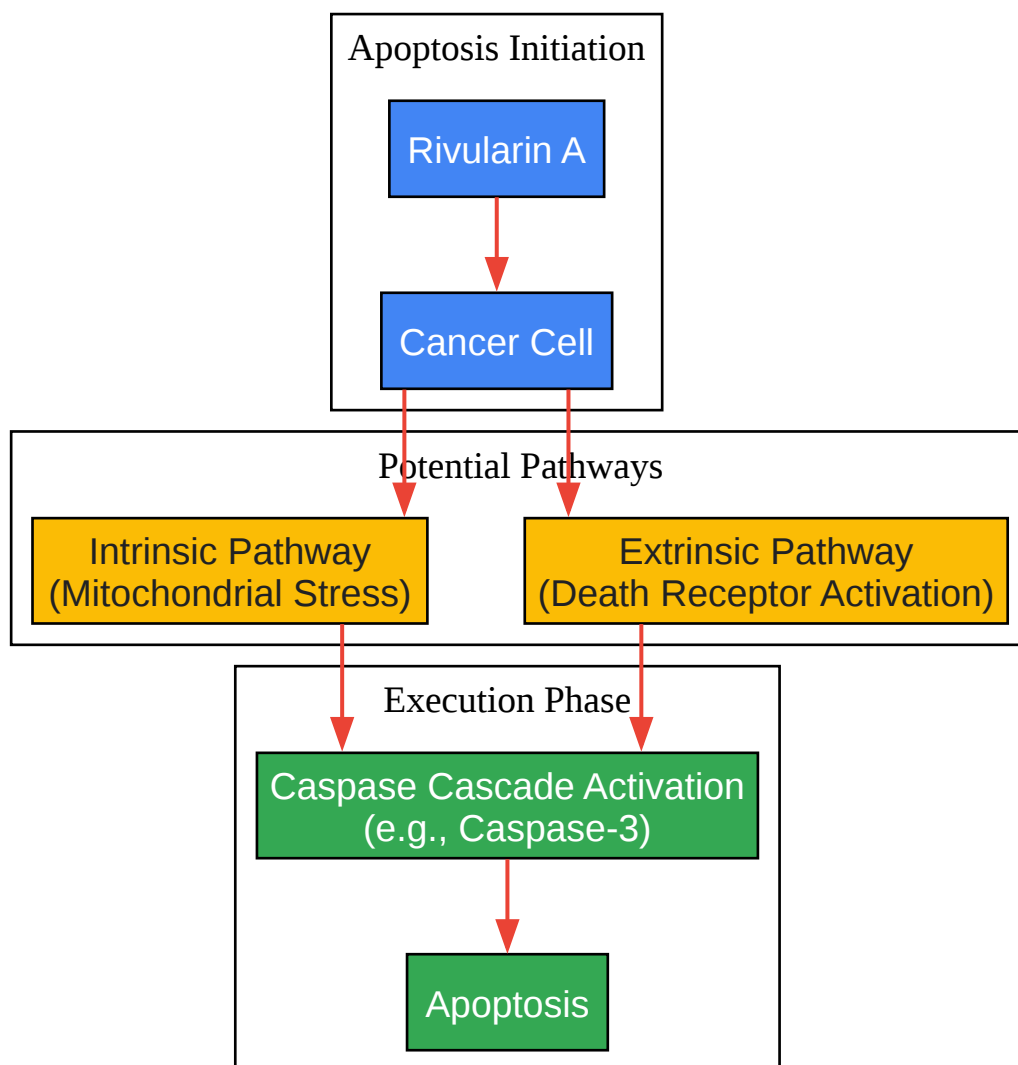 Apoptosis Initiation
Rivularin A
Cancer Cell
Potential Pathways
Intrinsic Pathway
(Mitochondrial Stress)
Extrinsic Pathway
(Death Receptor Activation)
Execution Phase
Caspase Cascade Activation
(e.g., Caspase-3)
Apoptosis